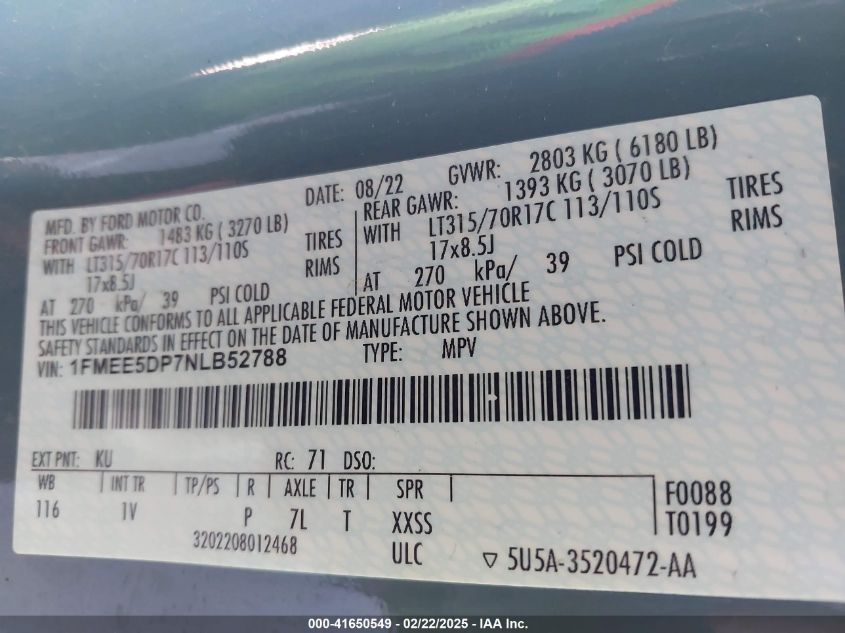 MFD. BY FORD MOTOR CO. DATE: 08/22 GVWR: 2803 KG ( 6180 LB)
FRONT GAWR: 1483 KG ( 3270 LB) REAR GAWR: 1393 KG ( 3070 LB)
WITH LT315/70R17C 113/110S TIRES WITH LT315/70R17C 113/110S TIRES
17x8.5J RIMS 17x8.5J RIMS
AT 270 kPa/ 39 PSI COLD AT 270 kPa/ 39 PSI COLD
THIS VEHICLE CONFORMS TO ALL APPLICABLE FEDERAL MOTOR VEHICLE
SAFETY STANDARDS IN EFFECT ON THE DATE OF MANUFACTURE SHOWN ABOVE.
VIN: 1FMEE5DP7NLB52788 TYPE: MPV
EXT PNT: KU RC: 71 DSO:
WB INT TR TP/PS R AXLE TR SPR F0088
116 1V P 7L T XXSS T0199
3202208012468 ULC ▽ 5U5A-3520472-AA
000-41650549 - 02/22/2025 - IAA Inc.